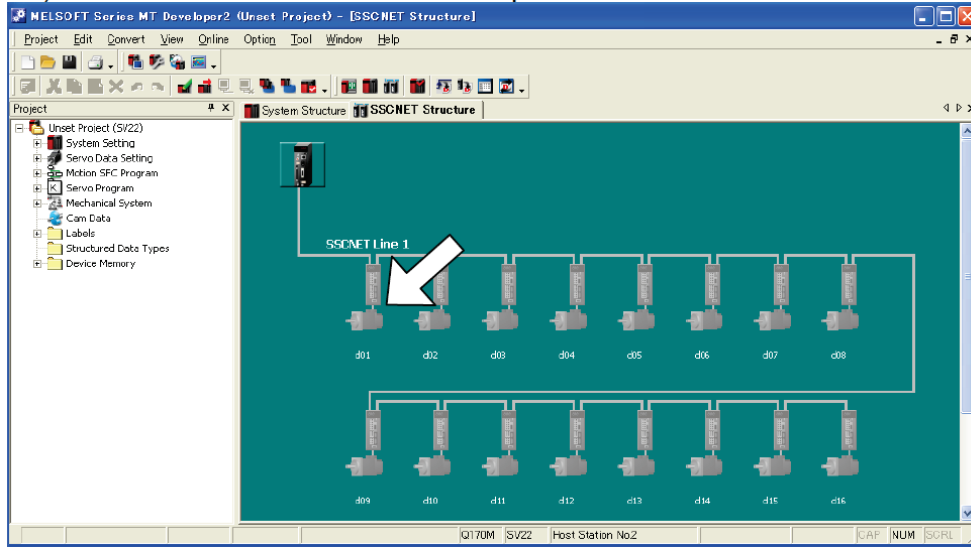 MELSOFT Series MT Developer2 (Unset Project) - [SSCNET Structure]
Project Edit Convert View Online Option Tool Window Help
Project
System Structure SSCNET Structure
Unset Project (SV22)
System Setting
Servo Data Setting
Motion SFC Program
Servo Program
Mechanical System
Cam Data
Labels
Structured Data Types
Device Memory
SSCNET Line 1
d01 d02 d03 d04 d05 d06 d07 d08
d09 d10 d11 d12 d13 d14 d15 d16
Q170M SV22 Host Station No.2 CAP NUM SCRL